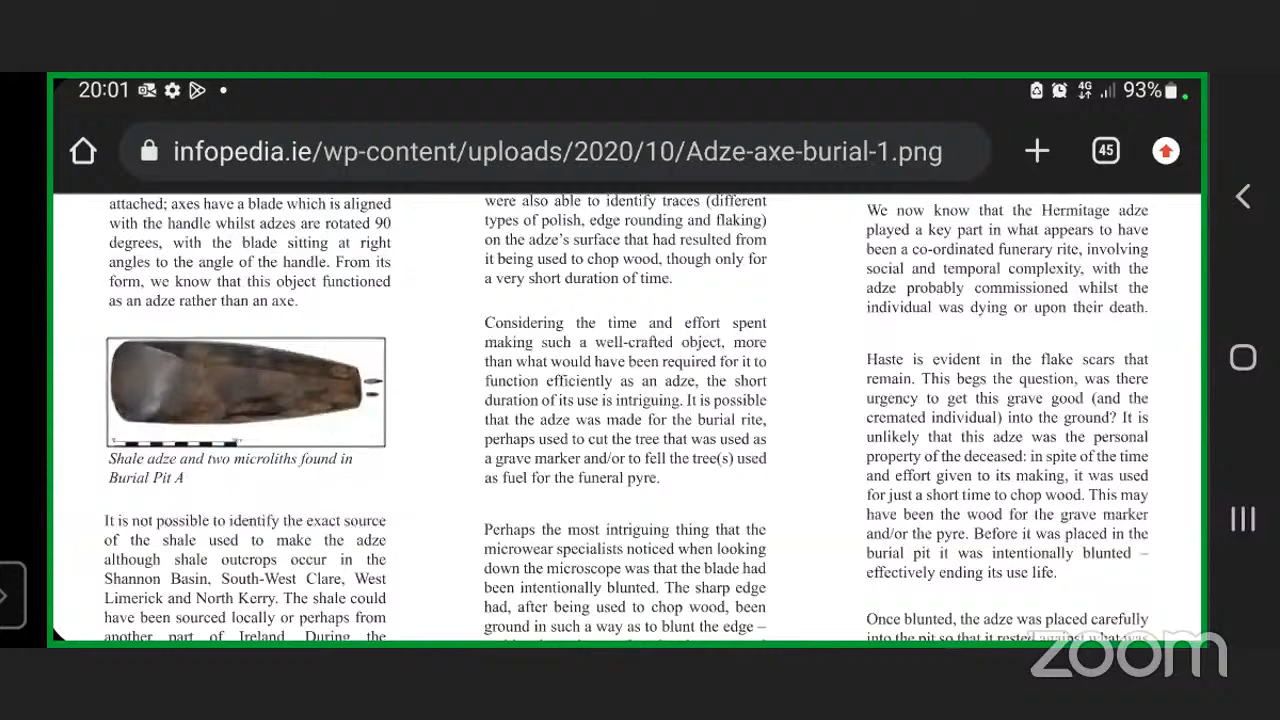 20:01
4G
93%
infopedia.ie/wp-content/uploads/2020/10/Adze-axe-burial-1.png
45
attached; axes have a blade which is aligned
with the handle whilst adzes are rotated 90
degrees, with the blade sitting at right
angles to the angle of the handle. From its
form, we know that this object functioned
as an adze rather than an axe.
Shale adze and two microliths found in
Burial Pit A
It is not possible to identify the exact source
of the shale used to make the adze
although shale outcrops occur in the
Shannon Basin, South-West Clare, West
Limerick and North Kerry. The shale could
have been sourced locally or perhaps from
another part of Ireland. During the
were also able to identify traces (different
types of polish, edge rounding and flaking)
on the adze's surface that had resulted from
it being used to chop wood, though only for
a very short duration of time.
Considering the time and effort spent
making such a well-crafted object, more
than what would have been required for it to
function efficiently as an adze, the short
duration of its use is intriguing. It is possible
that the adze was made for the burial rite,
perhaps used to cut the tree that was used as
a grave marker and/or to fell the tree(s) used
as fuel for the funeral pyre.
Perhaps the most intriguing thing that the
microwear specialists noticed when looking
down the microscope was that the blade had
been intentionally blunted. The sharp edge
had, after being used to chop wood, been
ground in such a way as to blunt the edge –
We now know that the Hermitage adze
played a key part in what appears to have
been a co-ordinated funerary rite, involving
social and temporal complexity, with the
adze probably commissioned whilst the
individual was dying or upon their death.
Haste is evident in the flake scars that
remain. This begs the question, was there
urgency to get this grave good (and the
cremated individual) into the ground? It is
unlikely that this adze was the personal
property of the deceased: in spite of the time
and effort given to its making, it was used
for just a short time to chop wood. This may
have been the wood for the grave marker
and/or the pyre. Before it was placed in the
burial pit it was intentionally blunted –
effectively ending its use life.
Once blunted, the adze was placed carefully
into the pit so that it rested against what was
zoom